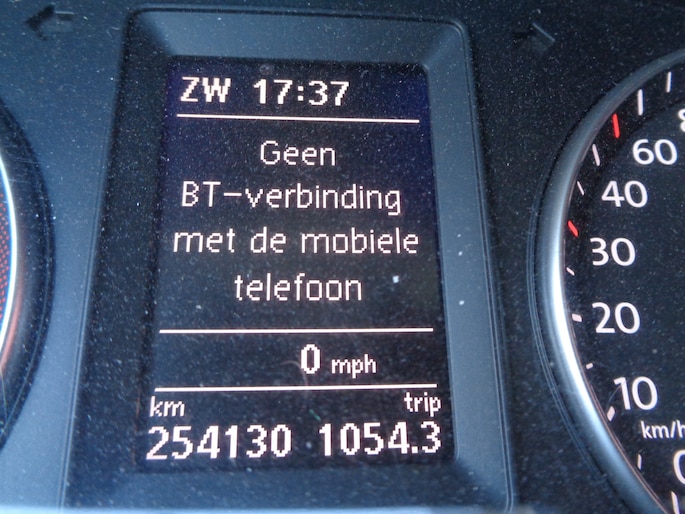 ZW 17:37
Geen
BT-verbinding
met de mobiele
telefoon
0 mph
km trip
254130 1054.3
60
40
30
20
10
km/h
0